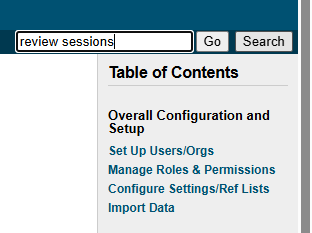 review sessions Go Search
Table of Contents
Overall Configuration and
Setup
Set Up Users/Orgs
Manage Roles & Permissions
Configure Settings/Ref Lists
Import Data